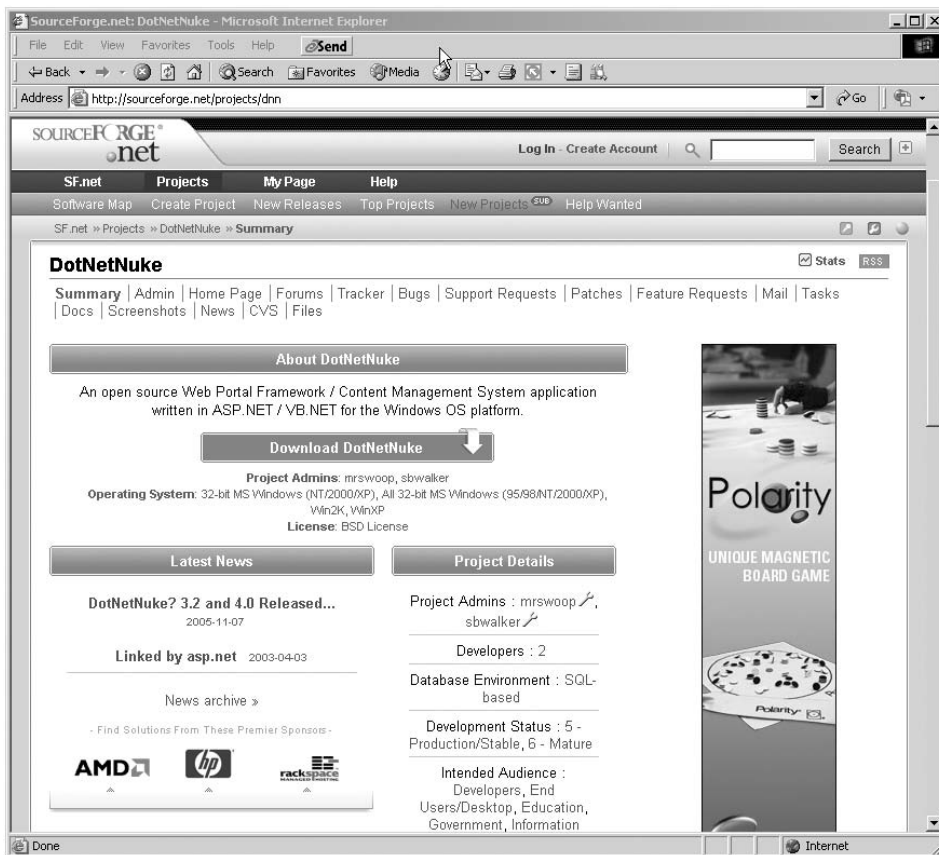 SourceForge.net: DotNetNuke - Microsoft Internet Explorer
File Edit View Favorites Tools Help Send
Back Search Favorites Media
Address http://sourceforge.net/projects/dnn Go
SOURCEFORGE®
.net
Log In - Create Account Search
SF.net Projects My Page Help
Software Map Create Project New Releases Top Projects New Projects SUB Help Wanted
SF.net » Projects » DotNetNuke » Summary
DotNetNuke
Stats RSS
Summary | Admin | Home Page | Forums | Tracker | Bugs | Support Requests | Patches | Feature Requests | Mail | Tasks
| Docs | Screenshots | News | CVS | Files
About DotNetNuke
An open source Web Portal Framework / Content Management System application
written in ASP.NET / VB.NET for the Windows OS platform.
Download DotNetNuke
Project Admins: mrswoop, sbwalker
Operating System: 32-bit MS Windows (NT/2000/XP), All 32-bit MS Windows (95/98/NT/2000/XP),
Win2K, WinXP
License: BSD License
Latest News
DotNetNuke? 3.2 and 4.0 Released...
2005-11-07
Linked by asp.net 2003-04-03
News archive »
- Find Solutions From These Premier Sponsors -
AMD
hp
rackspace
MANAGED HOSTING
Project Details
Project Admins : mrswoop,
sbwalker
Developers : 2
Database Environment : SQL-
based
Development Status : 5 -
Production/Stable, 6 - Mature
Intended Audience :
Developers, End
Users/Desktop, Education,
Government, Information
Polarity
UNIQUE MAGNETIC
BOARD GAME
Polarity
Done Internet